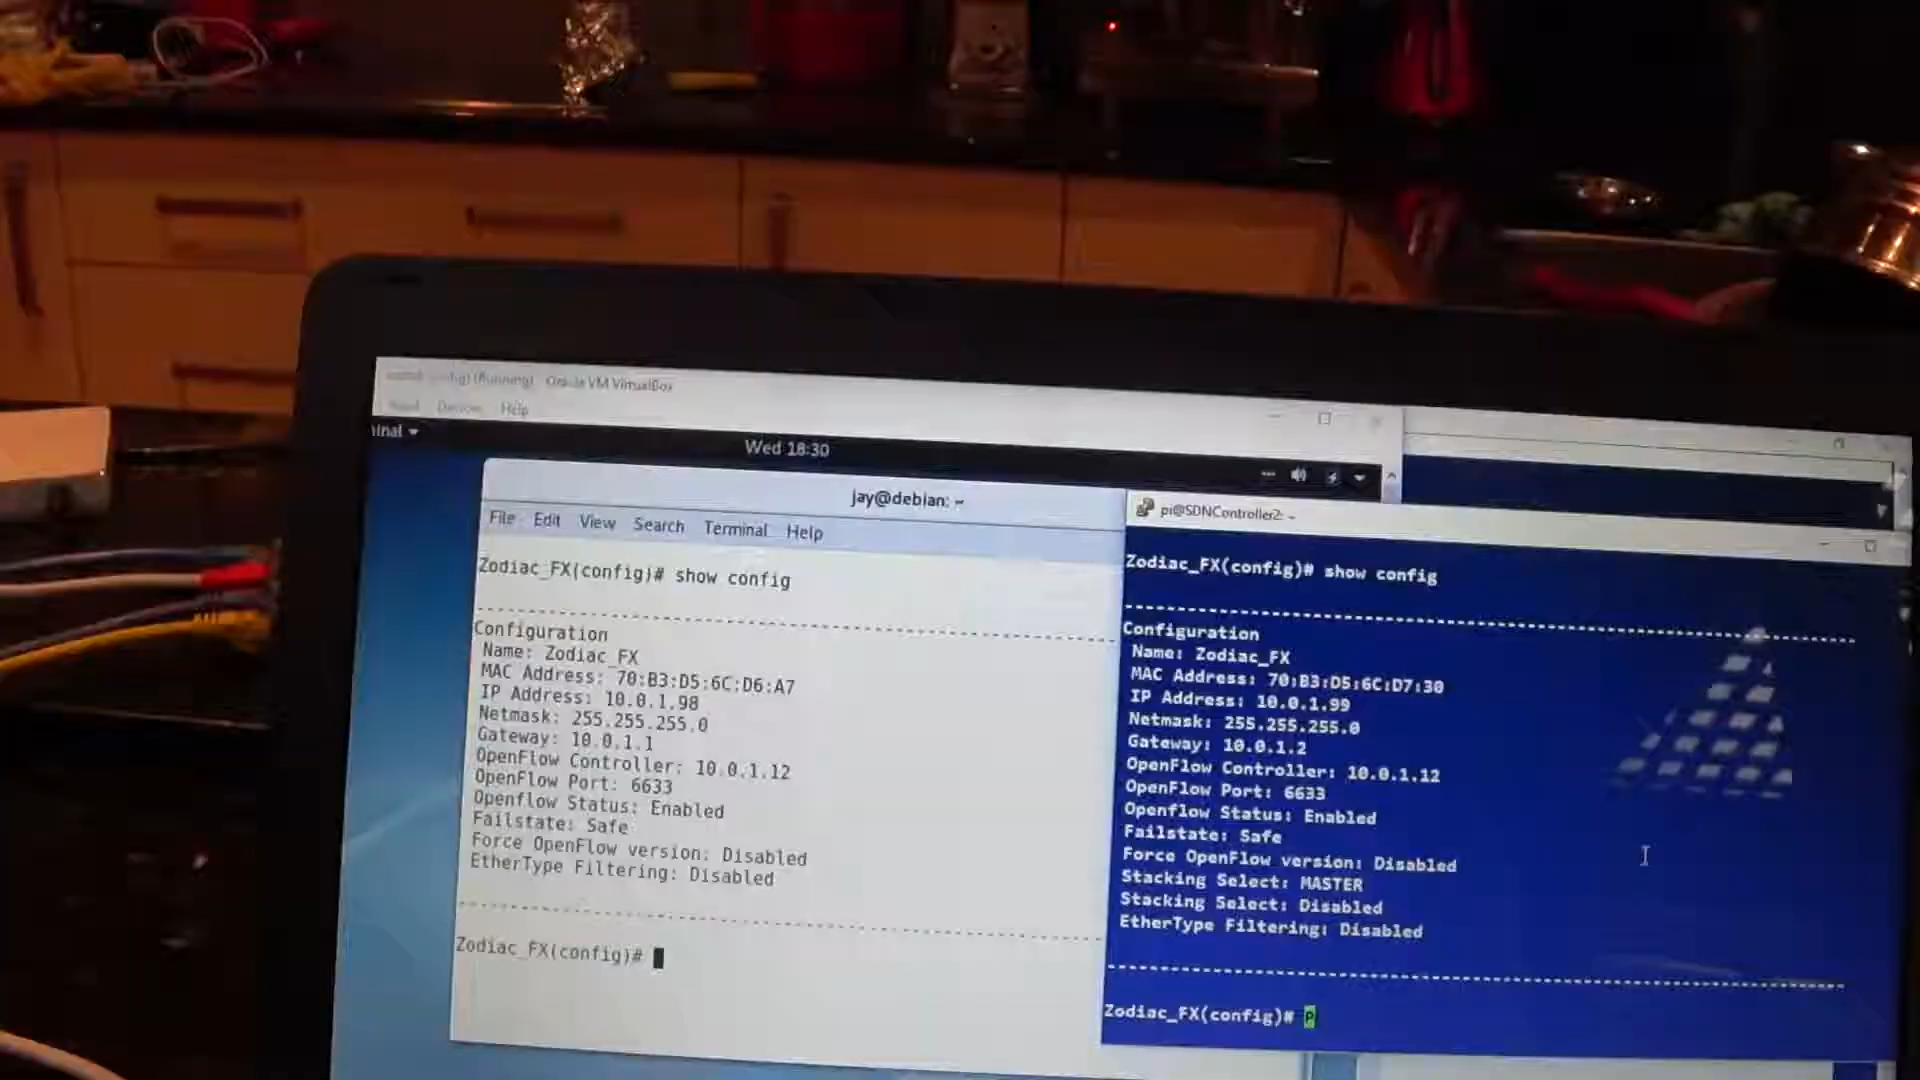 (Running) - Oracle VM VirtualBox
Devices Help
Wed 18:30
jay@debian: ~
File Edit View Search Terminal Help
Zodiac_FX(config)# show config
Configuration
Name: Zodiac_FX
MAC Address: 70:B3:D5:6C:D6:A7
IP Address: 10.0.1.98
Netmask: 255.255.255.0
Gateway: 10.0.1.1
OpenFlow Controller: 10.0.1.12
OpenFlow Port: 6633
Openflow Status: Enabled
Failstate: Safe
Force OpenFlow version: Disabled
EtherType Filtering: Disabled
Zodiac_FX(config)#
pi@SDNController2: ~
Zodiac_FX(config)# show config
Configuration
Name: Zodiac_FX
MAC Address: 70:B3:D5:6C:D7:30
IP Address: 10.0.1.99
Netmask: 255.255.255.0
Gateway: 10.0.1.2
OpenFlow Controller: 10.0.1.12
OpenFlow Port: 6633
Openflow Status: Enabled
Failstate: Safe
Force OpenFlow version: Disabled
Stacking Select: MASTER
Stacking Select: Disabled
EtherType Filtering: Disabled
Zodiac_FX(config)# p